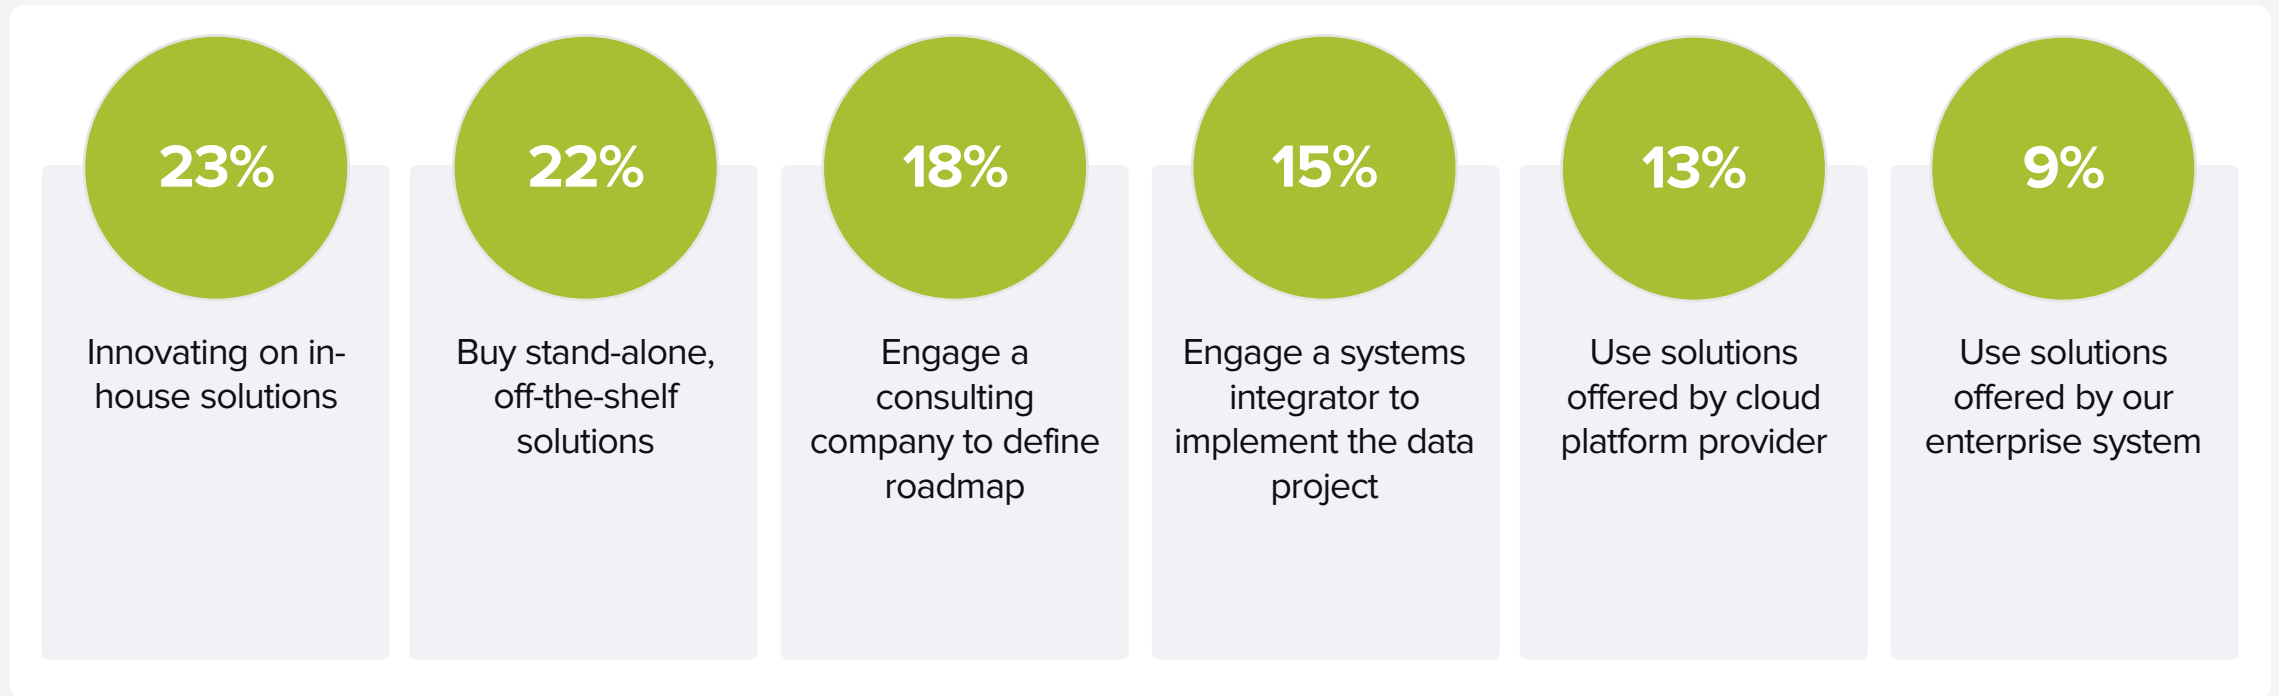 23%
Innovating on in-
house solutions
22%
Buy stand-alone,
off-the-shelf
solutions
18%
Engage a
consulting
company to define
roadmap
15%
Engage a systems
integrator to
implement the data
project
13%
Use solutions
offered by cloud
platform provider
9%
Use solutions
offered by our
enterprise system